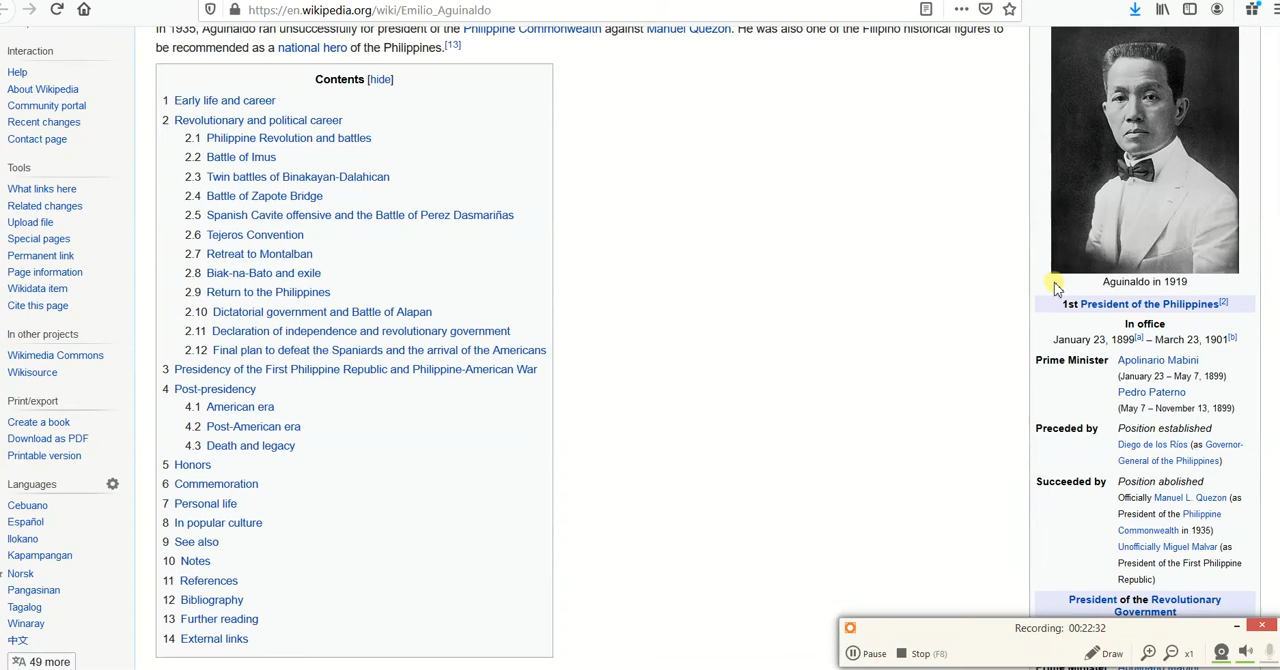 https://en.wikipedia.org/wiki/Emilio_Aguinaldo
In 1935, Aguinaldo ran unsuccessfully for president of the Philippine Commonwealth against Manuel Quezon. He was also one of the Filipino historical figures to
be recommended as a national hero of the Philippines.[13]
Interaction
Help
About Wikipedia
Community portal
Recent changes
Contact page
Tools
What links here
Related changes
Upload file
Special pages
Permanent link
Page information
Wikidata item
Cite this page
In other projects
Wikimedia Commons
Wikisource
Print/export
Create a book
Download as PDF
Printable version
Languages
Cebuano
Español
Ilokano
Kapampangan
Norsk
Pangasinan
Tagalog
Winaray
中文
49 more
Contents [hide]
1 Early life and career
2 Revolutionary and political career
2.1 Philippine Revolution and battles
2.2 Battle of Imus
2.3 Twin battles of Binakayan-Dalahican
2.4 Battle of Zapote Bridge
2.5 Spanish Cavite offensive and the Battle of Perez Dasmariñas
2.6 Tejeros Convention
2.7 Retreat to Montalban
2.8 Biak-na-Bato and exile
2.9 Return to the Philippines
2.10 Dictatorial government and Battle of Alapan
2.11 Declaration of independence and revolutionary government
2.12 Final plan to defeat the Spaniards and the arrival of the Americans
3 Presidency of the First Philippine Republic and Philippine-American War
4 Post-presidency
4.1 American era
4.2 Post-American era
4.3 Death and legacy
5 Honors
6 Commemoration
7 Personal life
8 In popular culture
9 See also
10 Notes
11 References
12 Bibliography
13 Further reading
14 External links
Aguinaldo in 1919
1st President of the Philippines[2]
In office
January 23, 1899[a] – March 23, 1901[b]
Prime Minister Apolinario Mabini
(January 23 – May 7, 1899)
Pedro Paterno
(May 7 – November 13, 1899)
Preceded by Position established
Diego de los Ríos (as Governor-
General of the Philippines)
Succeeded by Position abolished
Officially Manuel L. Quezon (as
President of the Philippine
Commonwealth in 1935)
Unofficially Miguel Malvar (as
President of the First Philippine
Republic)
President of the Revolutionary
Government
Recording: 00:22:32
Pause Stop (F8) Draw x1